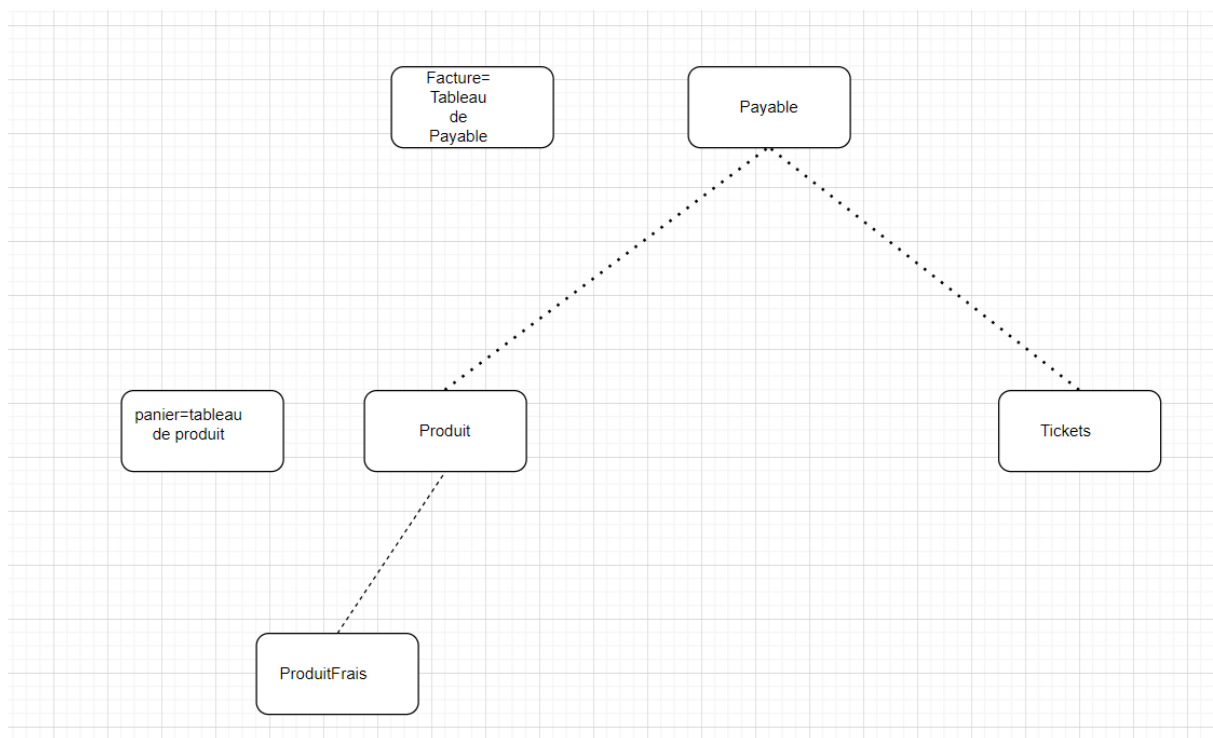 Facture=
Tableau
de
Payable
Payable
panier=tableau
de produit
Produit
Tickets
ProduitFrais